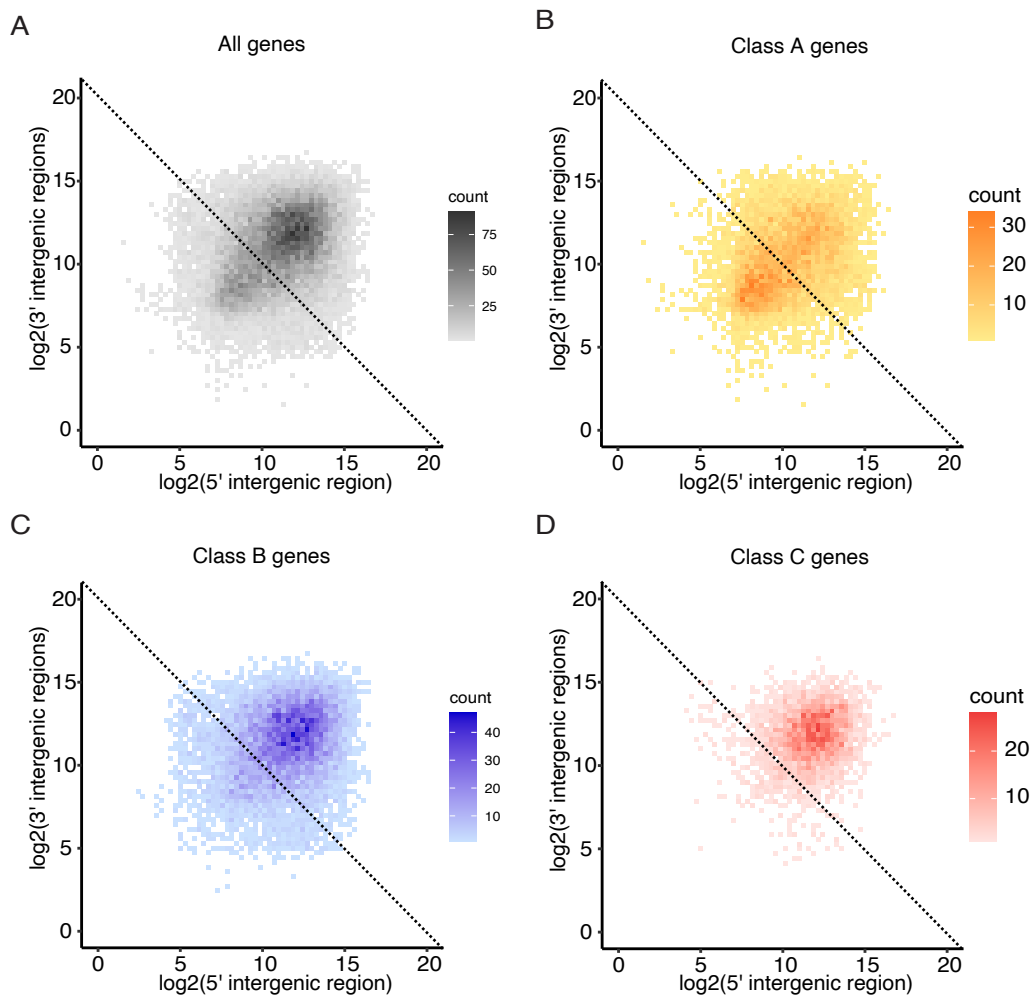 A
All genes
log2(3' intergenic regions)
20
15
10
5
0
0 5 10 15 20
log2(5' intergenic region)
count
75
50
25
B
Class A genes
log2(3' intergenic regions)
20
15
10
5
0
0 5 10 15 20
log2(5' intergenic region)
count
30
20
10
C
Class B genes
log2(3' intergenic regions)
20
15
10
5
0
0 5 10 15 20
log2(5' intergenic region)
count
40
30
20
10
D
Class C genes
log2(3' intergenic regions)
20
15
10
5
0
0 5 10 15 20
log2(5' intergenic region)
count
20
10